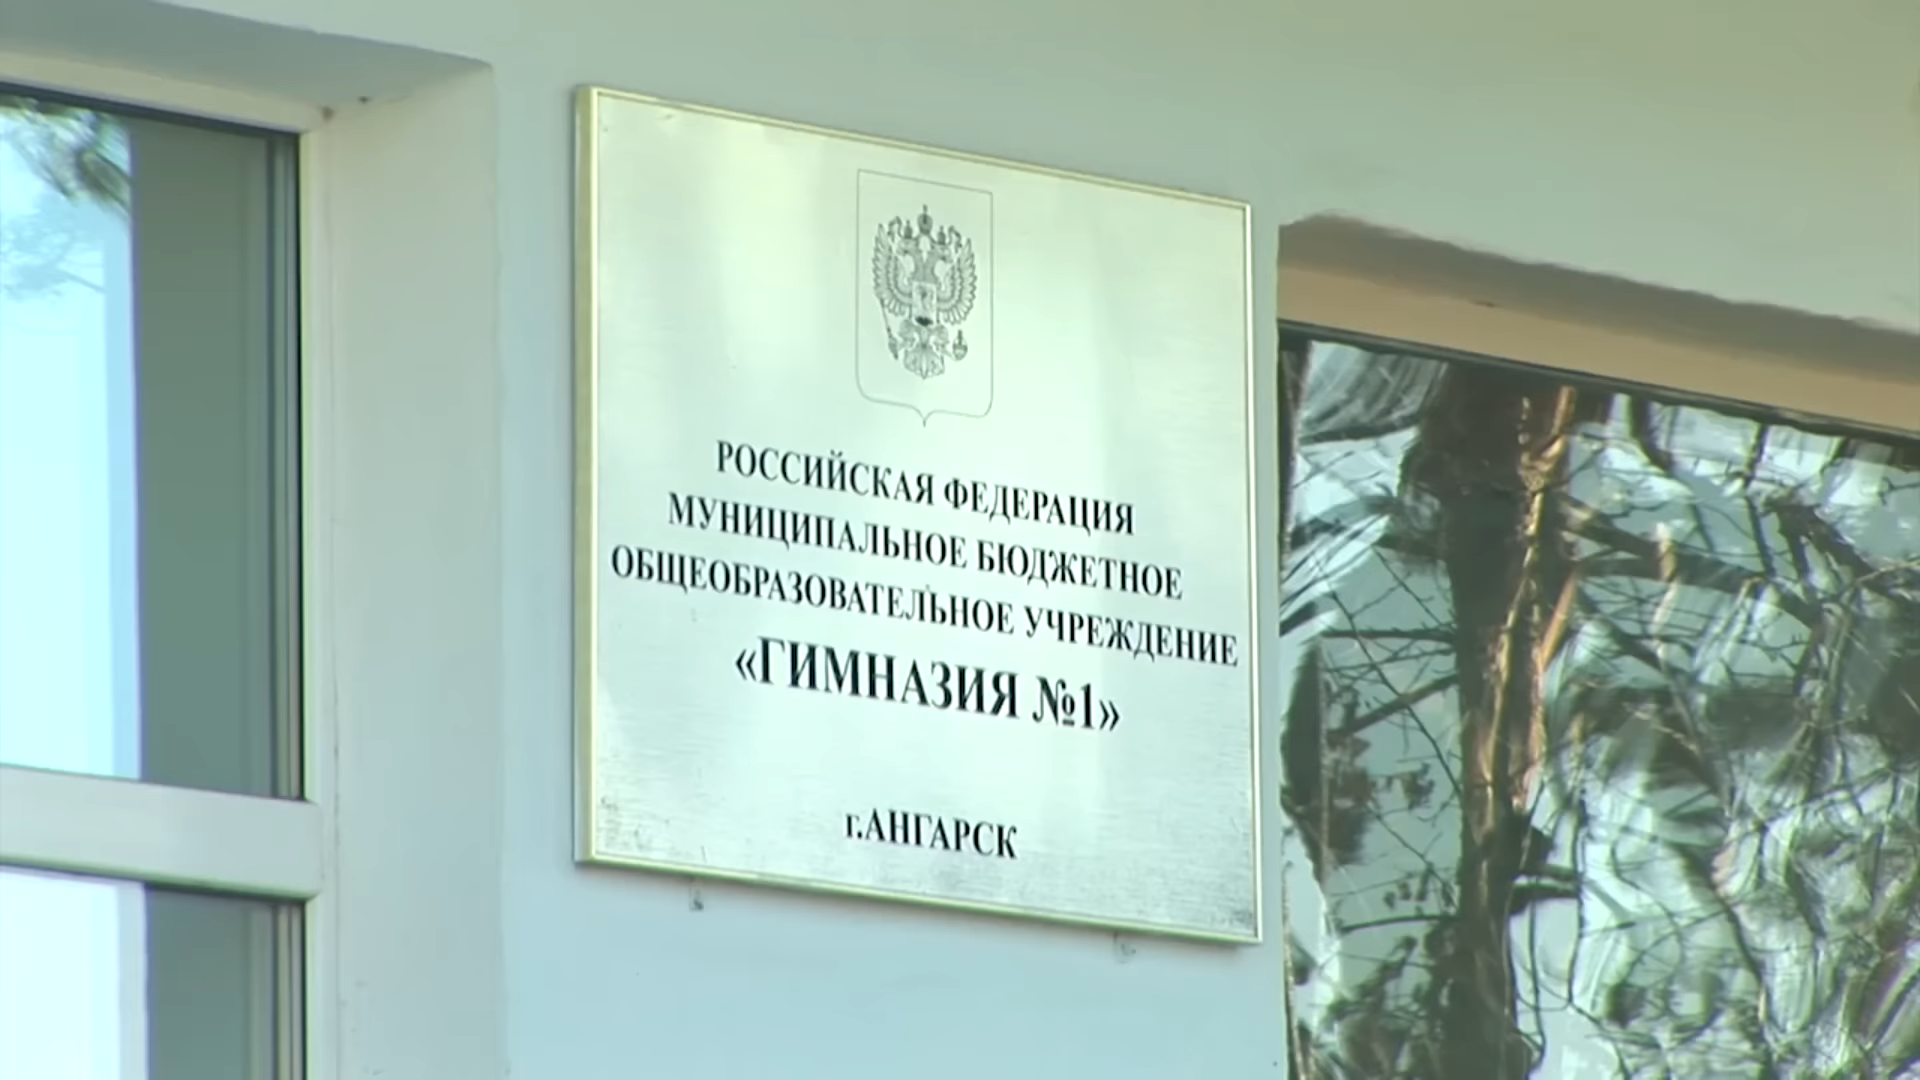 РОССИЙСКАЯ ФЕДЕРАЦИЯ
МУНИЦИПАЛЬНОЕ БЮДЖЕТНОЕ
ОБЩЕОБРАЗОВАТЕЛЬНОЕ УЧРЕЖДЕНИЕ
«ГИМНАЗИЯ №1»
г.АНГАРСК